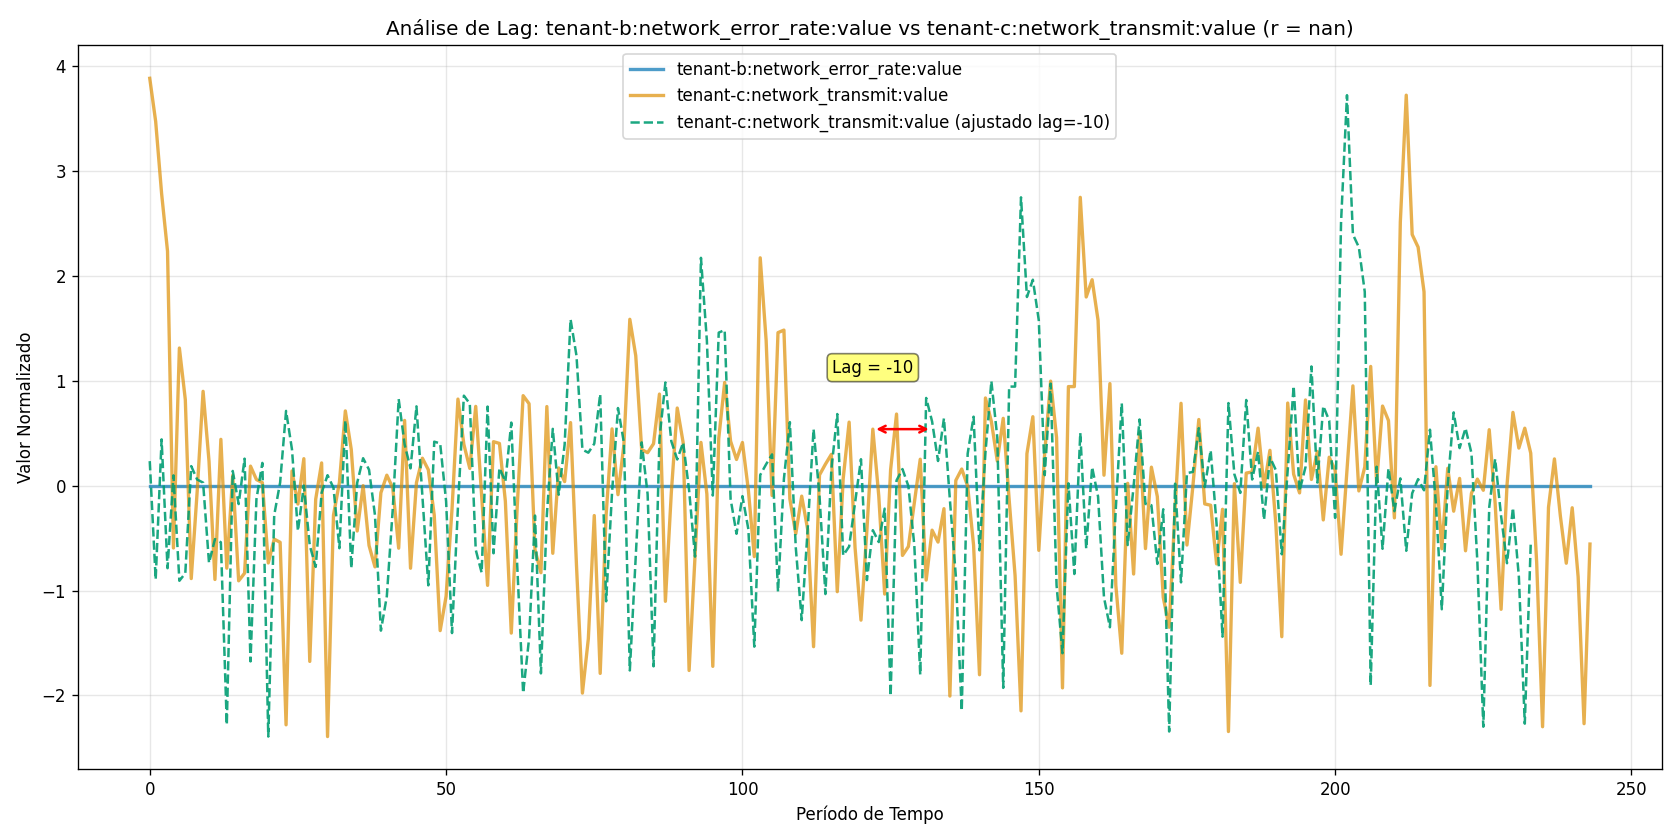 Análise de Lag: tenant-b:network_error_rate:value vs tenant-c:network_transmit:value (r = nan)
tenant-b:network_error_rate:value
tenant-c:network_transmit:value
tenant-c:network_transmit:value (ajustado lag=-10)
Lag = -10
Valor Normalizado
4
3
2
1
0
−1
−2
0 50 100 150 200 250
Período de Tempo